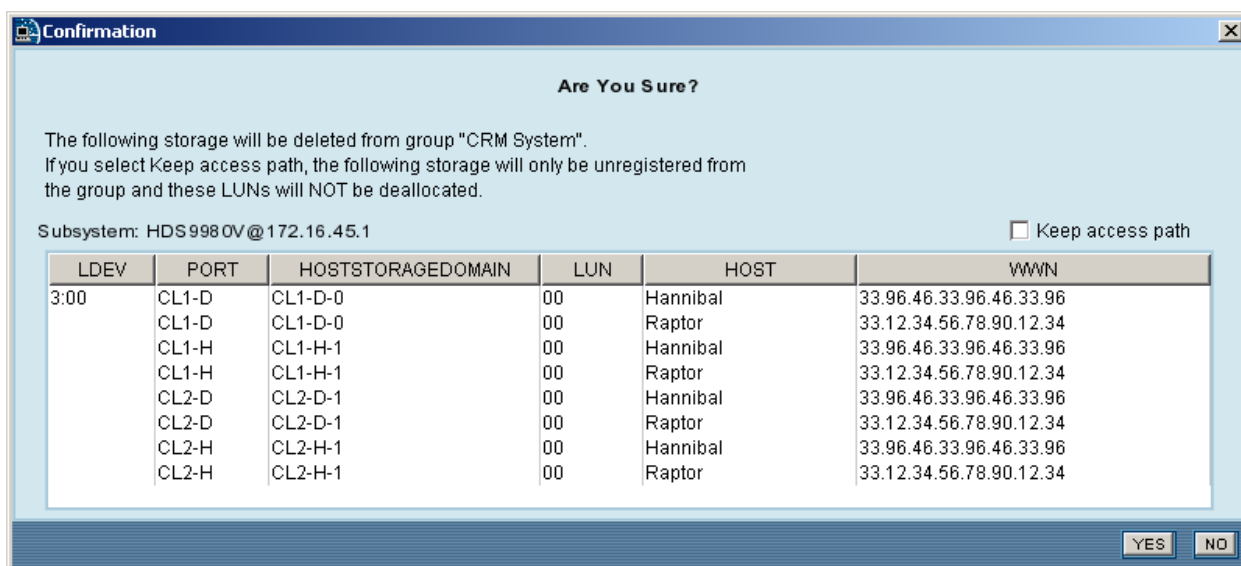 Confirmation
Are You Sure?
The following storage will be deleted from group "CRM System".
If you select Keep access path, the following storage will only be unregistered from
the group and these LUNs will NOT be deallocated.
Subsystem: HDS9980V@172.16.45.1 Keep access path
LDEV PORT HOSTSTORAGEDOMAIN LUN HOST WWN
3:00 CL1-D CL1-D-0 00 Hannibal 33.96.46.33.96.46.33.96
CL1-D CL1-D-0 00 Raptor 33.12.34.56.78.90.12.34
CL1-H CL1-H-1 00 Hannibal 33.96.46.33.96.46.33.96
CL1-H CL1-H-1 00 Raptor 33.12.34.56.78.90.12.34
CL2-D CL2-D-1 00 Hannibal 33.96.46.33.96.46.33.96
CL2-D CL2-D-1 00 Raptor 33.12.34.56.78.90.12.34
CL2-H CL2-H-1 00 Hannibal 33.96.46.33.96.46.33.96
CL2-H CL2-H-1 00 Raptor 33.12.34.56.78.90.12.34
YES NO